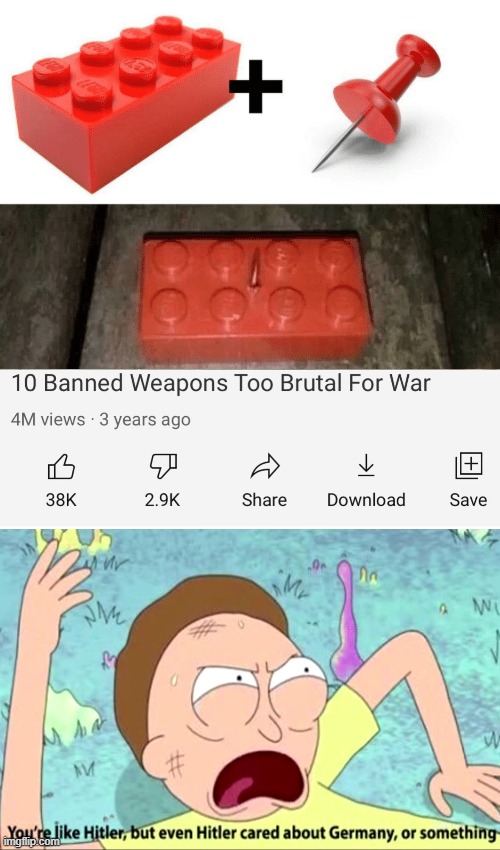 10 Banned Weapons Too Brutal For War
4M views · 3 years ago
38K 2.9K Share Download Save
You're like Hitler, but even Hitler cared about Germany, or something
imgflip.com